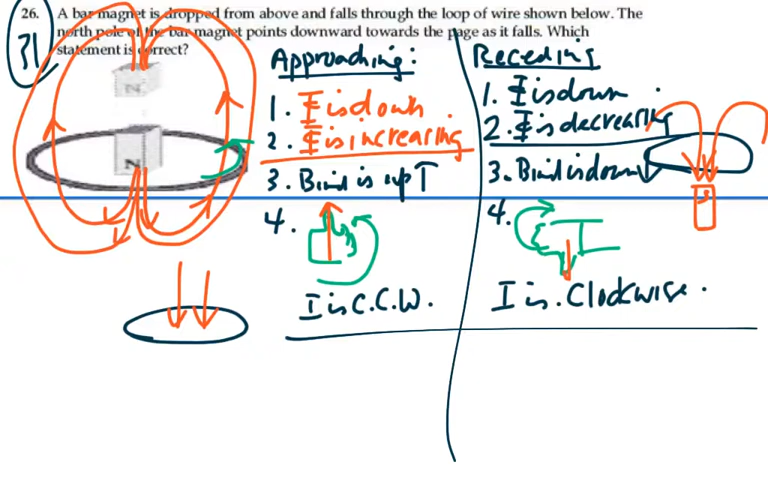 26. A bar magnet is dropped from above and falls through the loop of wire shown below. The
north pole of the bar magnet points downward towards the page as it falls. Which
statement is correct?
31
N
N
Approaching:
1. Φ is down.
2. Φ is increasing
3. Bind is up ↑
4.
I is C.C.W.
Receding
1. Φ is down.
2. Φ is decreasing
3. Bind is down ↓
4.
I is. Clockwise.
S